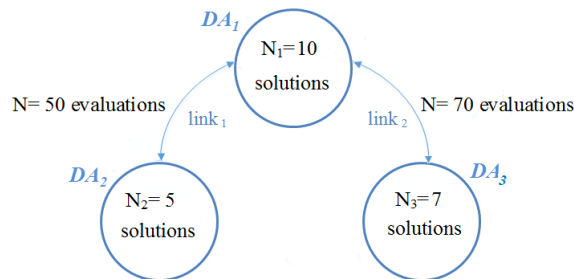 DA₁
N₁=10
solutions
N= 50 evaluations
link ₁
link ₂
N= 70 evaluations
DA₂
N₂= 5
solutions
DA₃
N₃=7
solutions